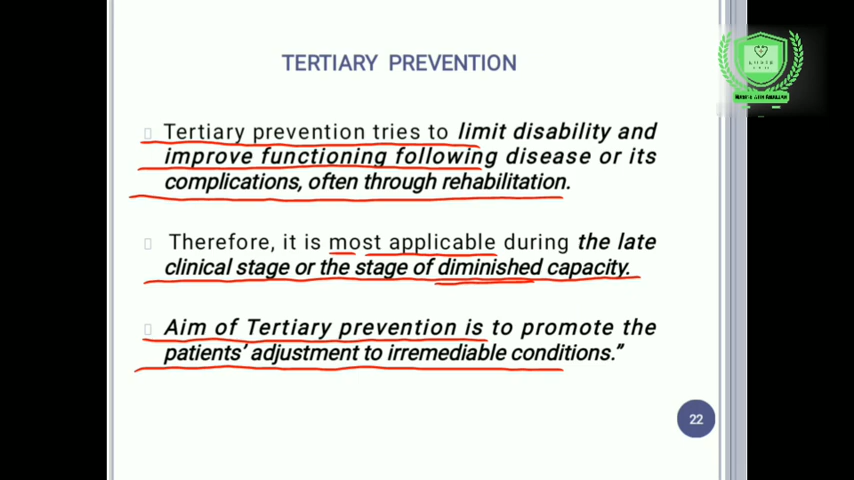 TERTIARY PREVENTION
Tertiary prevention tries to limit disability and
improve functioning following disease or its
complications, often through rehabilitation.
Therefore, it is most applicable during the late
clinical stage or the stage of diminished capacity.
Aim of Tertiary prevention is to promote the
patients’ adjustment to irremediable conditions.”
22